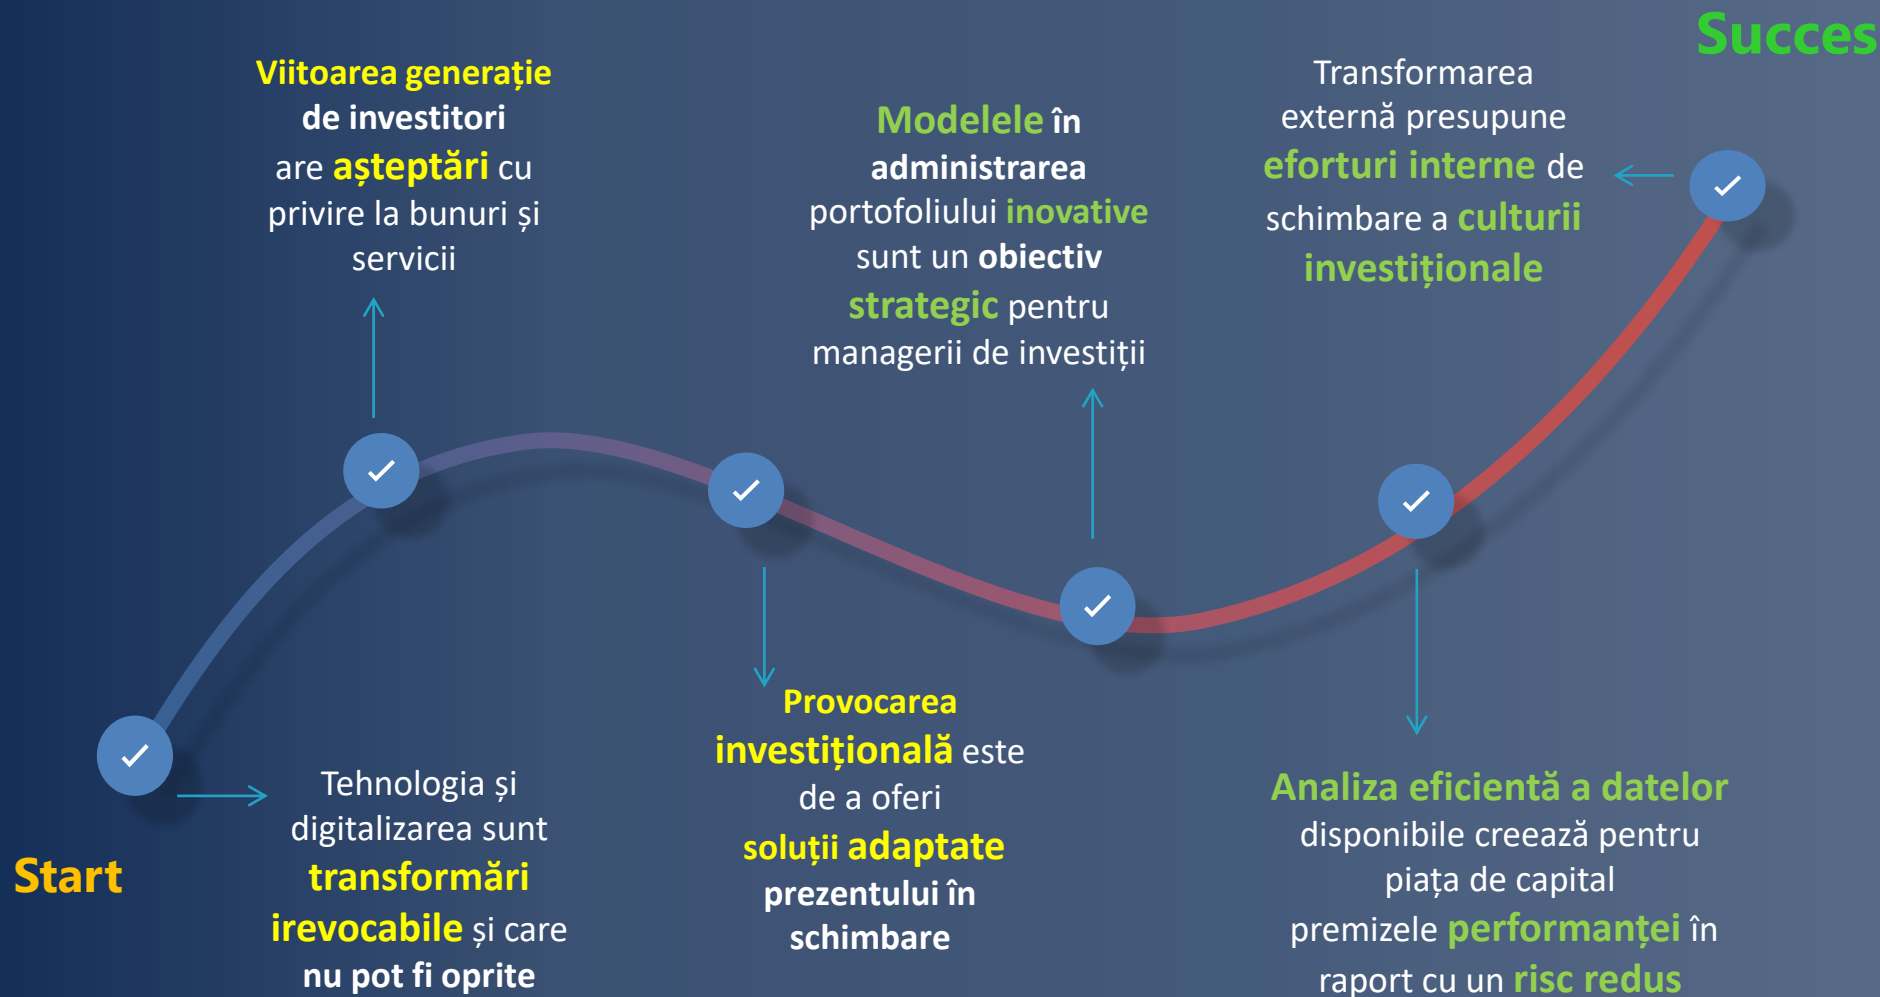 Succes
Viitoarea generație
de investitori
are așteptări cu
privire la bunuri și
servicii
Modelele în
administrarea
portofoliului inovative
sunt un obiectiv
strategic pentru
managerii de investiții
Transformarea
externă presupune
eforturi interne de
schimbare a culturii
investiționale
Start
Tehnologia și
digitalizarea sunt
transformări
irevocabile și care
nu pot fi oprite
Provocarea
investițională este
de a oferi
soluții adaptate
prezentului în
schimbare
Analiza eficientă a datelor
disponibile creează pentru
piața de capital
premizele performanței în
raport cu un risc redus